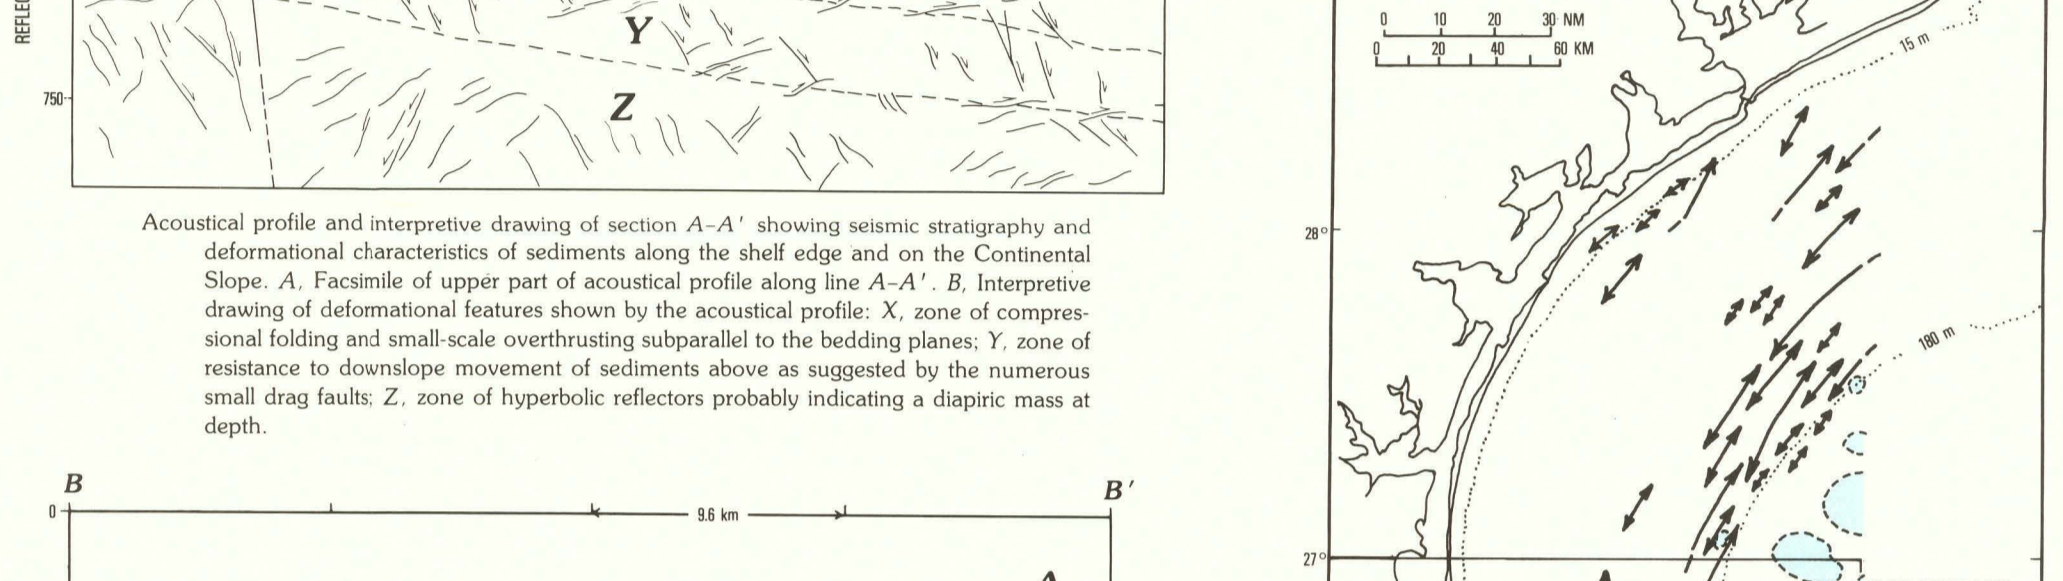 REFLEC
Y
Z
750
Acoustical profile and interpretive drawing of section A–A' showing seismic stratigraphy and
deformational characteristics of sediments along the shelf edge and on the Continental
Slope. A, Facsimile of upper part of acoustical profile along line A–A'. B, Interpretive
drawing of deformational features shown by the acoustical profile: X, zone of compres-
sional folding and small-scale overthrusting subparallel to the bedding planes; Y, zone of
resistance to downslope movement of sediments above as suggested by the numerous
small drag faults; Z, zone of hyperbolic reflectors probably indicating a diapiric mass at
depth.
B
B'
0
9.6 km
0 10 20 30 NM
0 20 40 60 KM
15 m
28°
180 m
27°